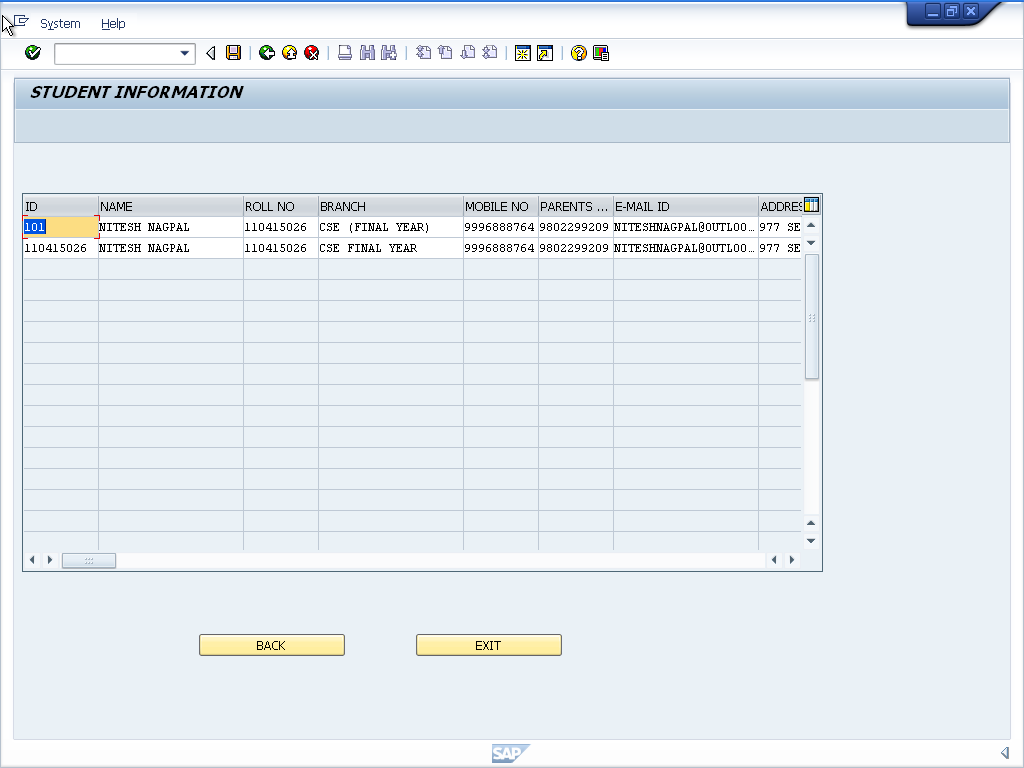 System Help
STUDENT INFORMATION
ID NAME ROLL NO BRANCH MOBILE NO PARENTS ... E-MAIL ID ADDRES
101 NITESH NAGPAL 110415026 CSE (FINAL YEAR) 9996888764 9802299209 NITESHNAGPAL@OUTLOO... 977 SE
110415026 NITESH NAGPAL 110415026 CSE FINAL YEAR 9996888764 9802299209 NITESHNAGPAL@OUTLOO... 977 SE
BACK EXIT
SAP